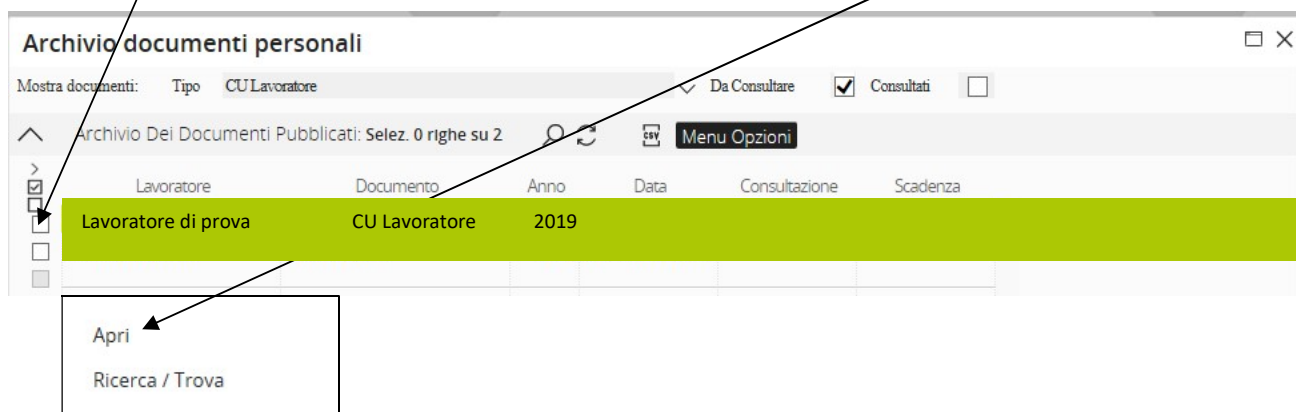 Archivio documenti personali
Mostra documenti: Tipo CU Lavoratore Da Consultare Consultati
Archivio Dei Documenti Pubblicati: Selez. 0 righe su 2 CSV Menu Opzioni
Lavoratore Documento Anno Data Consultazione Scadenza
Lavoratore di prova CU Lavoratore 2019
Apri
Ricerca / Trova